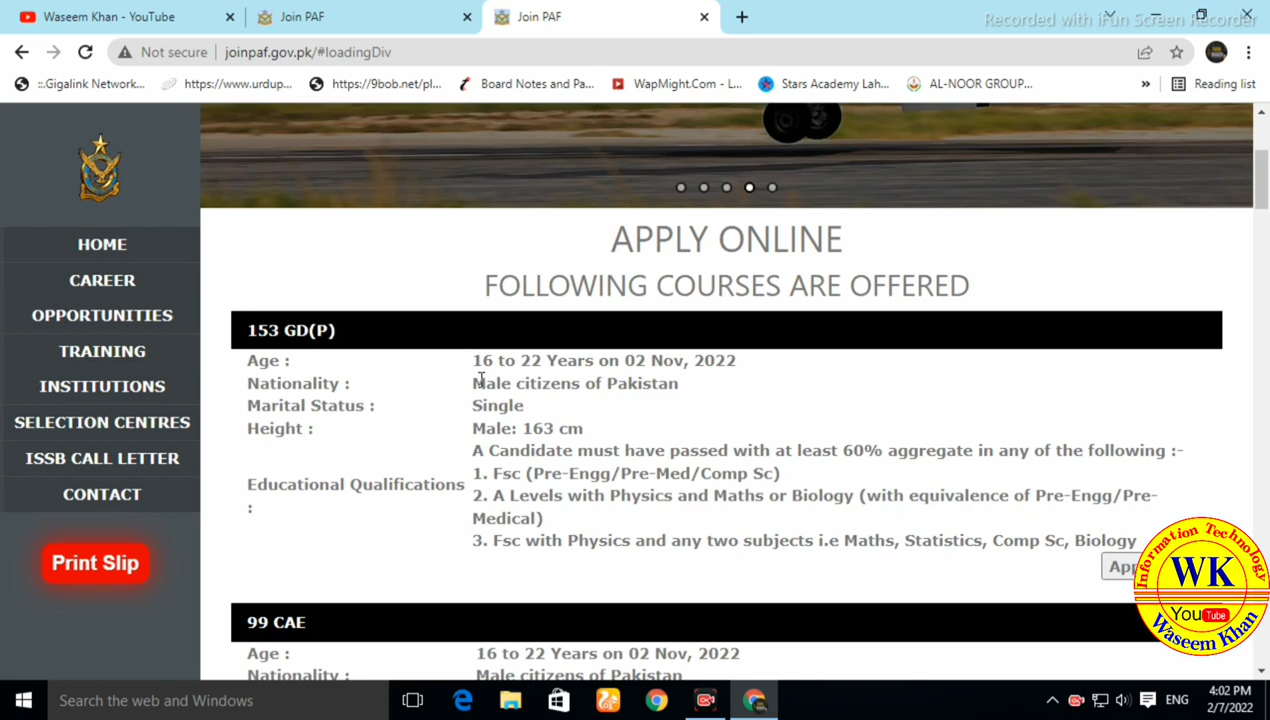 Waseem Khan - YouTube
Join PAF
Join PAF
Recorded with iFun Screen Recorder
Not secure
joinpaf.gov.pk/#loadingDiv
::.Gigalink Network...
https://www.urdup...
https://9bob.net/pl...
Board Notes and Pa...
WapMight.Com - L...
Stars Academy Lah...
AL-NOOR GROUP...
»
Reading list
HOME
CAREER
OPPORTUNITIES
TRAINING
INSTITUTIONS
SELECTION CENTRES
ISSB CALL LETTER
CONTACT
Print Slip
APPLY ONLINE
FOLLOWING COURSES ARE OFFERED
153 GD(P)
Age : 16 to 22 Years on 02 Nov, 2022
Nationality : Male citizens of Pakistan
Marital Status : Single
Height : Male: 163 cm
Educational Qualifications :
A Candidate must have passed with at least 60% aggregate in any of the following :-
1. Fsc (Pre-Engg/Pre-Med/Comp Sc)
2. A Levels with Physics and Maths or Biology (with equivalence of Pre-Engg/Pre-
Medical)
3. Fsc with Physics and any two subjects i.e Maths, Statistics, Comp Sc, Biology
App
99 CAE
Age : 16 to 22 Years on 02 Nov, 2022
Nationality : Male citizens of Pakistan
Information Technology
WK
YouTube
Waseem Khan
Search the web and Windows
ENG
4:02 PM
2/7/2022